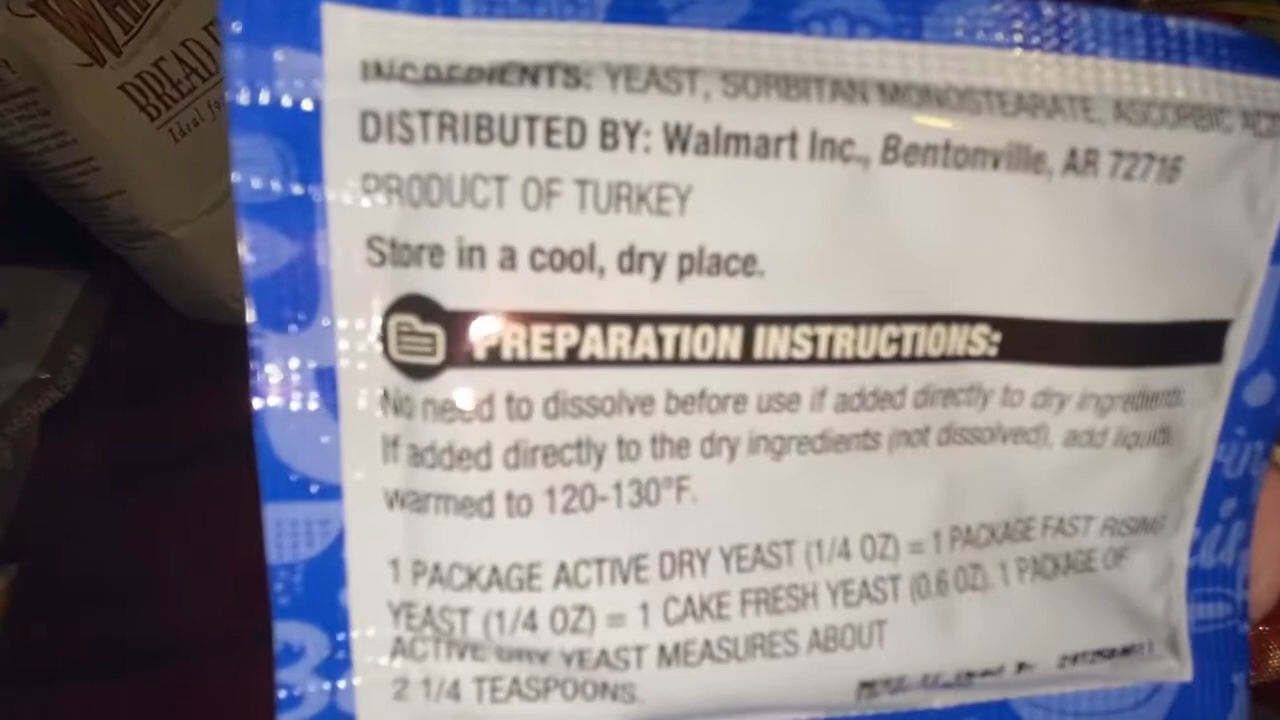 BREAD
Ideal
INGREDIENTS: YEAST, SORBITAN MONOSTEARATE, ASCORBIC
DISTRIBUTED BY: Walmart Inc., Bentonville, AR 72716
PRODUCT OF TURKEY
Store in a cool, dry place.
PREPARATION INSTRUCTIONS:
No need to dissolve before use if added directly to dry ingredients.
If added directly to the dry ingredients (not dissolved), add liquids
warmed to 120-130°F.
1 PACKAGE ACTIVE DRY YEAST (1/4 OZ) = 1 PACKAGE FAST RISING
YEAST (1/4 OZ) = 1 CAKE FRESH YEAST (0.6 OZ). 1 PACKAGE OF
ACTIVE DRY YEAST MEASURES ABOUT
2 1/4 TEASPOONS.